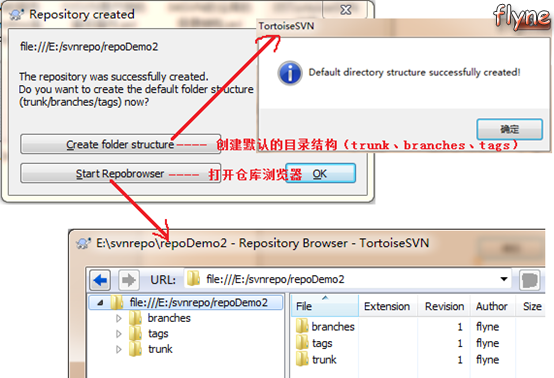 flyne
Repository created
file:///E:/svnrepo/repoDemo2
The repository was successfully created.
Do you want to create the default folder structure
(trunk/branches/tags) now?
Create folder structure
---- 创建默认的目录结构（trunk、branches、tags）
Start Repobrowser
---- 打开仓库浏览器
OK
TortoiseSVN
Default directory structure successfully created!
确定
E:\svnrepo\repoDemo2 - Repository Browser - TortoiseSVN
URL: file:///E:/svnrepo/repoDemo2
file:///E:/svnrepo/repoDemo2
branches
tags
trunk
File Extension Revision Author Size
branches 1 flyne
tags 1 flyne
trunk 1 flyne